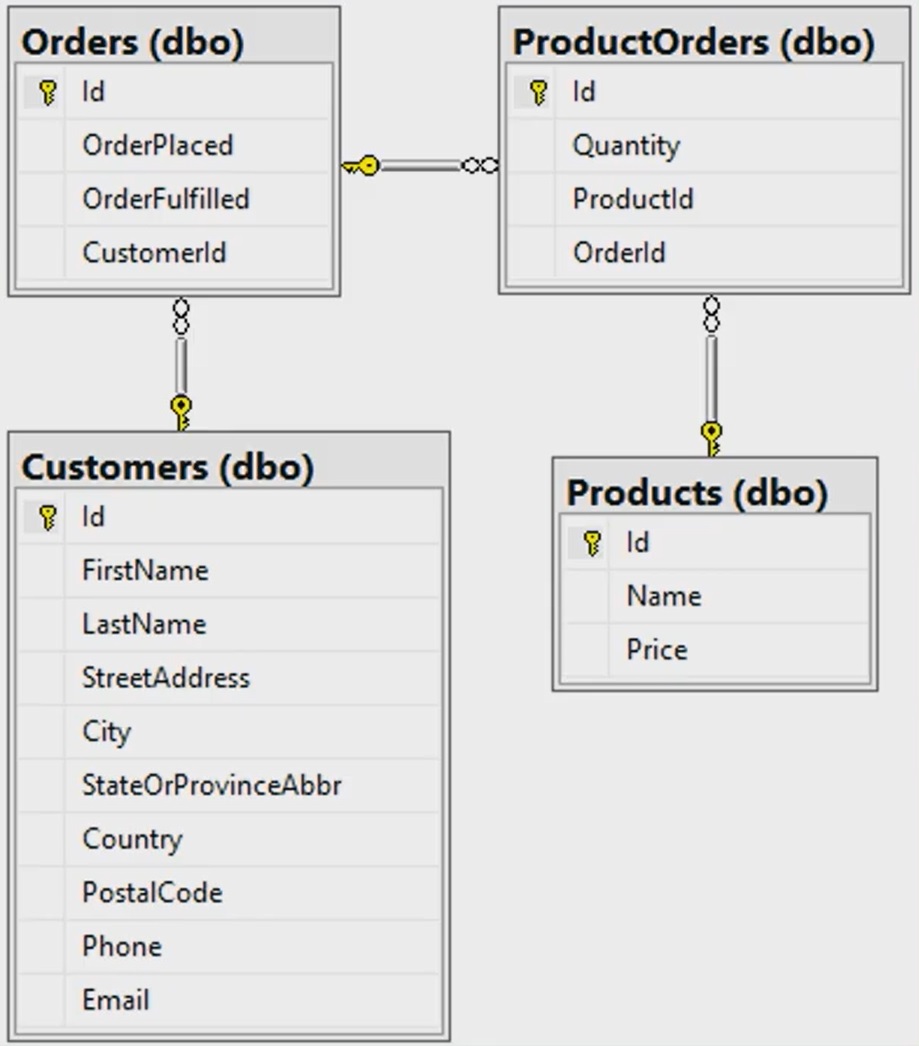 Orders (dbo)
Id
OrderPlaced
OrderFulfilled
CustomerId
ProductOrders (dbo)
Id
Quantity
ProductId
OrderId
Customers (dbo)
Id
FirstName
LastName
StreetAddress
City
StateOrProvinceAbbr
Country
PostalCode
Phone
Email
Products (dbo)
Id
Name
Price